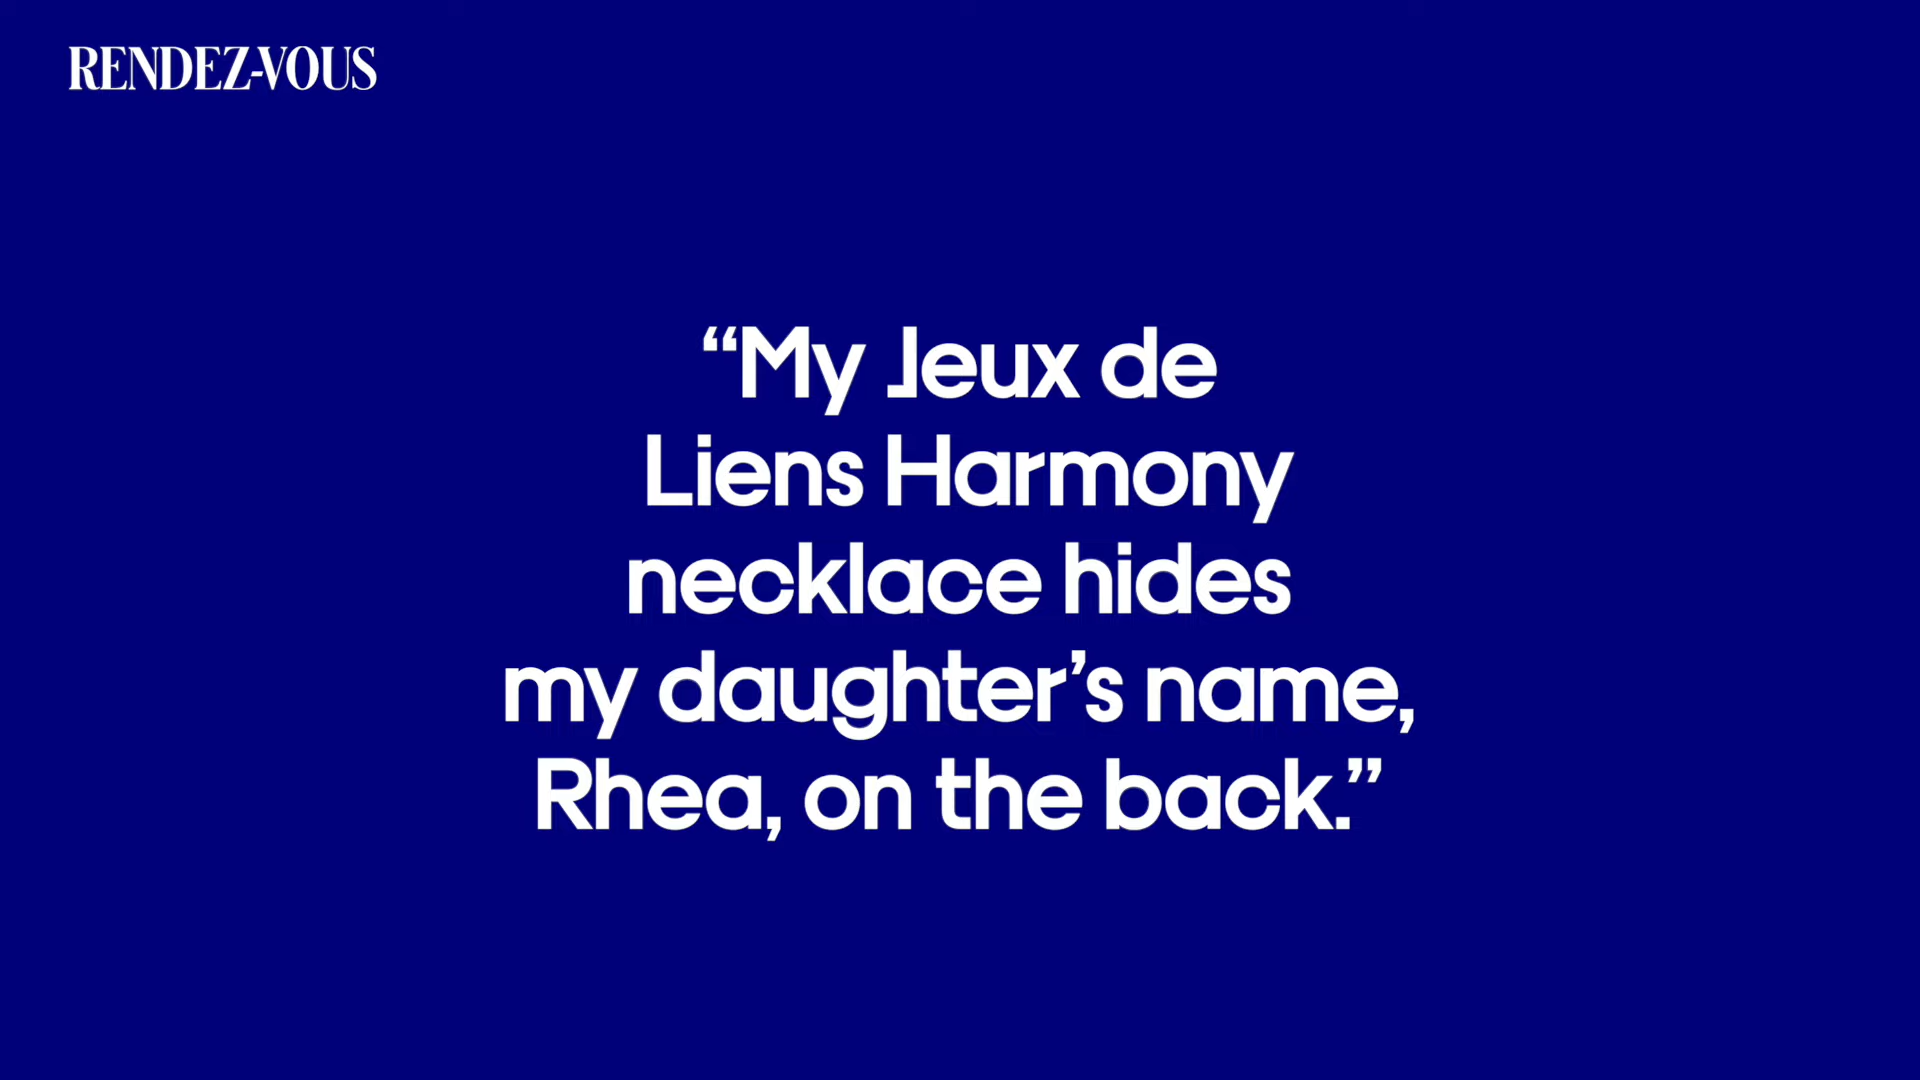 RENDEZ-VOUS
“My Jeux de
Liens Harmony
necklace hides
my daughter’s name,
Rhea, on the back.”